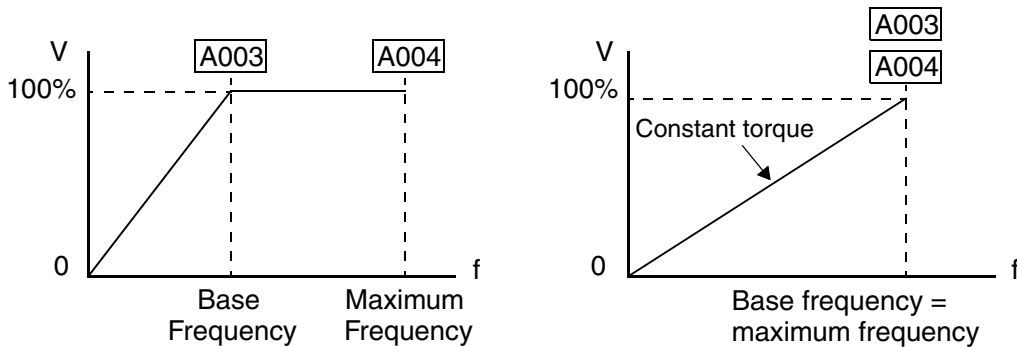 V
A003
A004
100%
0
f
Base
Frequency
Maximum
Frequency
A003
A004
V
100%
Constant torque
0
f
Base frequency =
maximum frequency